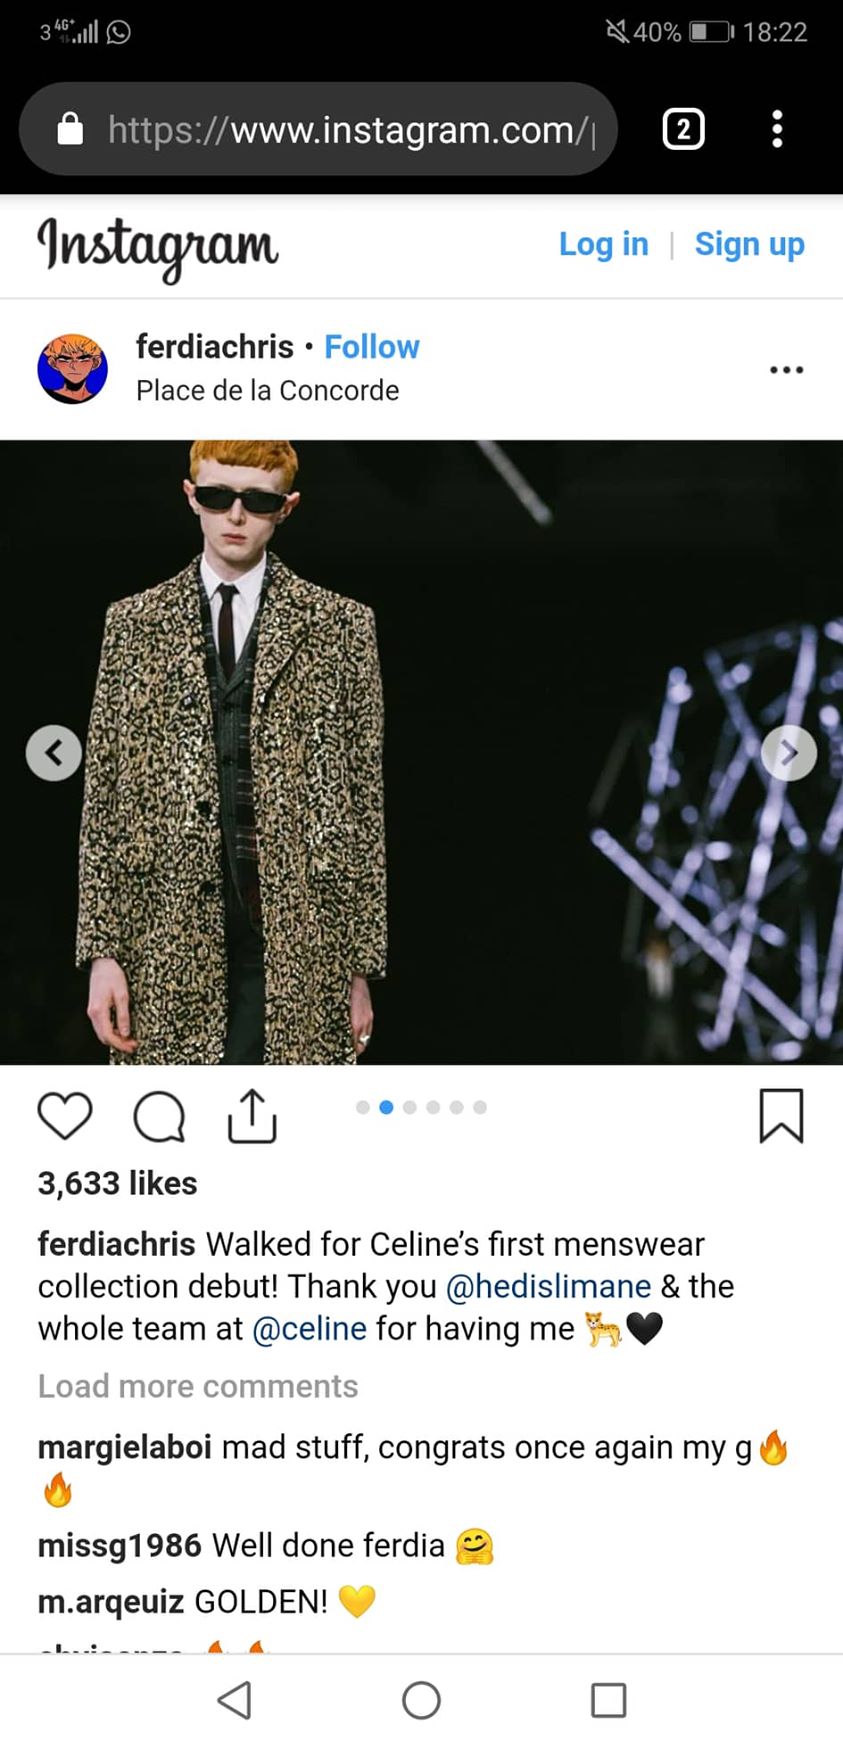 3 4G+ 40% 18:22
https://www.instagram.com/p
2
Instagram
Log in | Sign up
ferdiachris • Follow
Place de la Concorde
3,633 likes
ferdiachris Walked for Celine’s first menswear
collection debut! Thank you @hedislimane & the
whole team at @celine for having me 🐆🖤
Load more comments
margielaboi mad stuff, congrats once again my g🔥
🔥
missg1986 Well done ferdia 🤗
m.arqeuiz GOLDEN! 💛